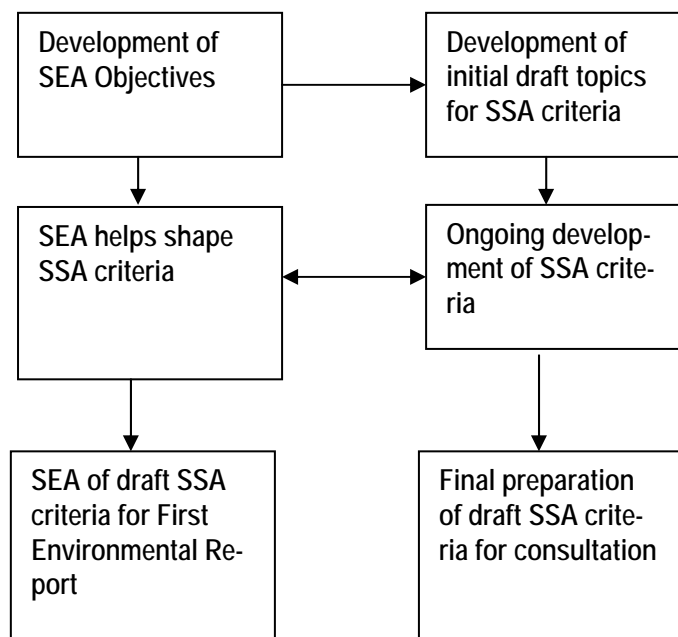 Development of
SEA Objectives
Development of
initial draft topics
for SSA criteria
SEA helps shape
SSA criteria
Ongoing develop-
ment of SSA crite-
ria
SEA of draft SSA
criteria for First
Environmental Re-
port
Final preparation
of draft SSA crite-
ria for consultation